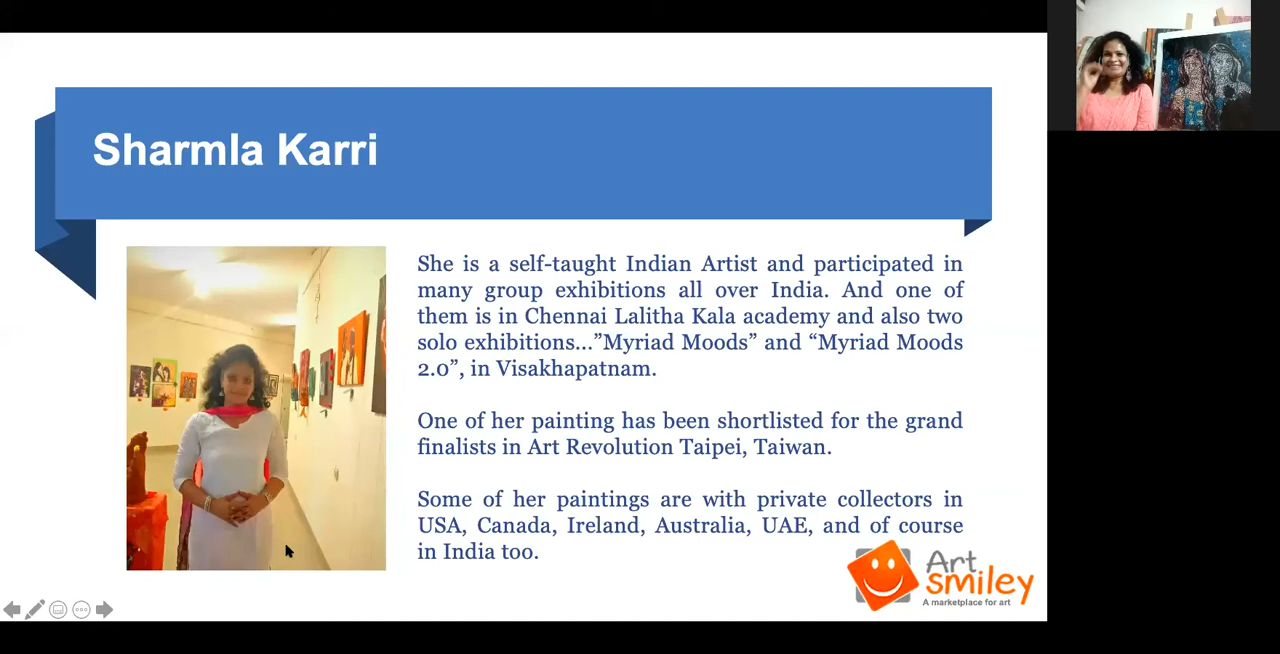 Sharmla Karri
She is a self-taught Indian Artist and participated in
many group exhibitions all over India. And one of
them is in Chennai Lalitha Kala academy and also two
solo exhibitions...”Myriad Moods” and “Myriad Moods
2.0”, in Visakhapatnam.
One of her painting has been shortlisted for the grand
finalists in Art Revolution Taipei, Taiwan.
Some of her paintings are with private collectors in
USA, Canada, Ireland, Australia, UAE, and of course
in India too.
Art
smiley
A marketplace for art